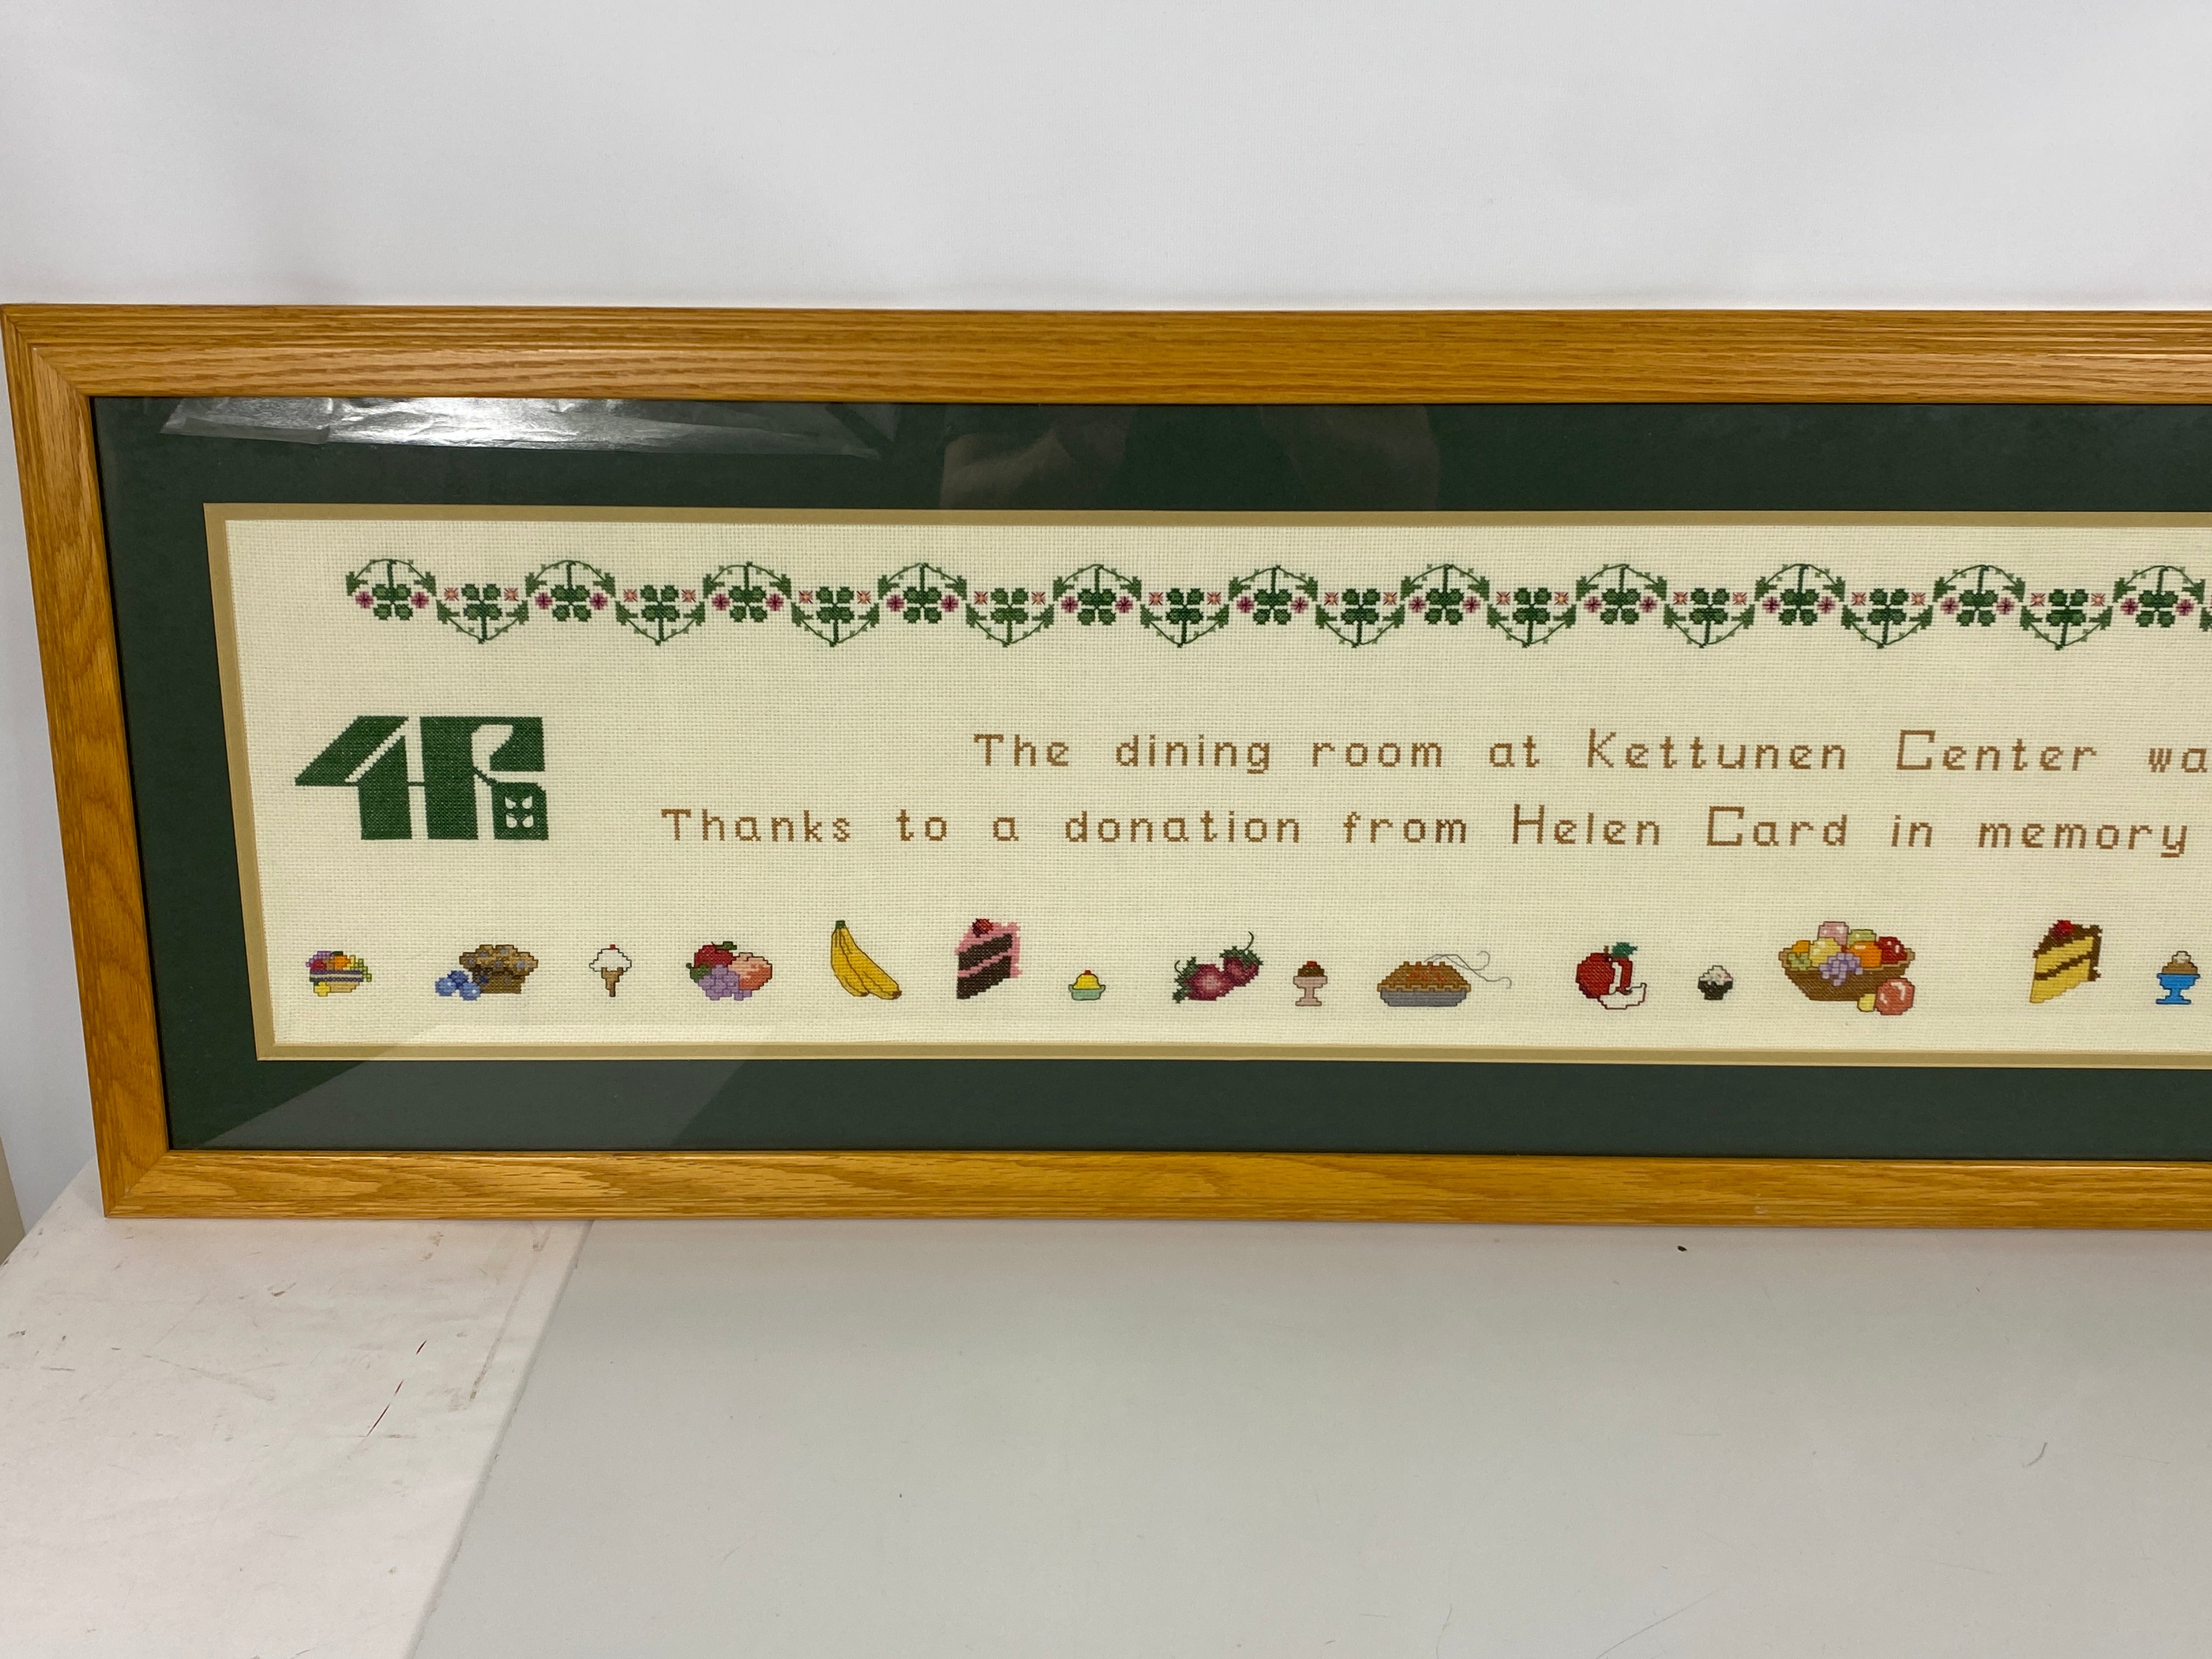 The dining room at Kettunen Center wa
Thanks to a donation from Helen Card in memory